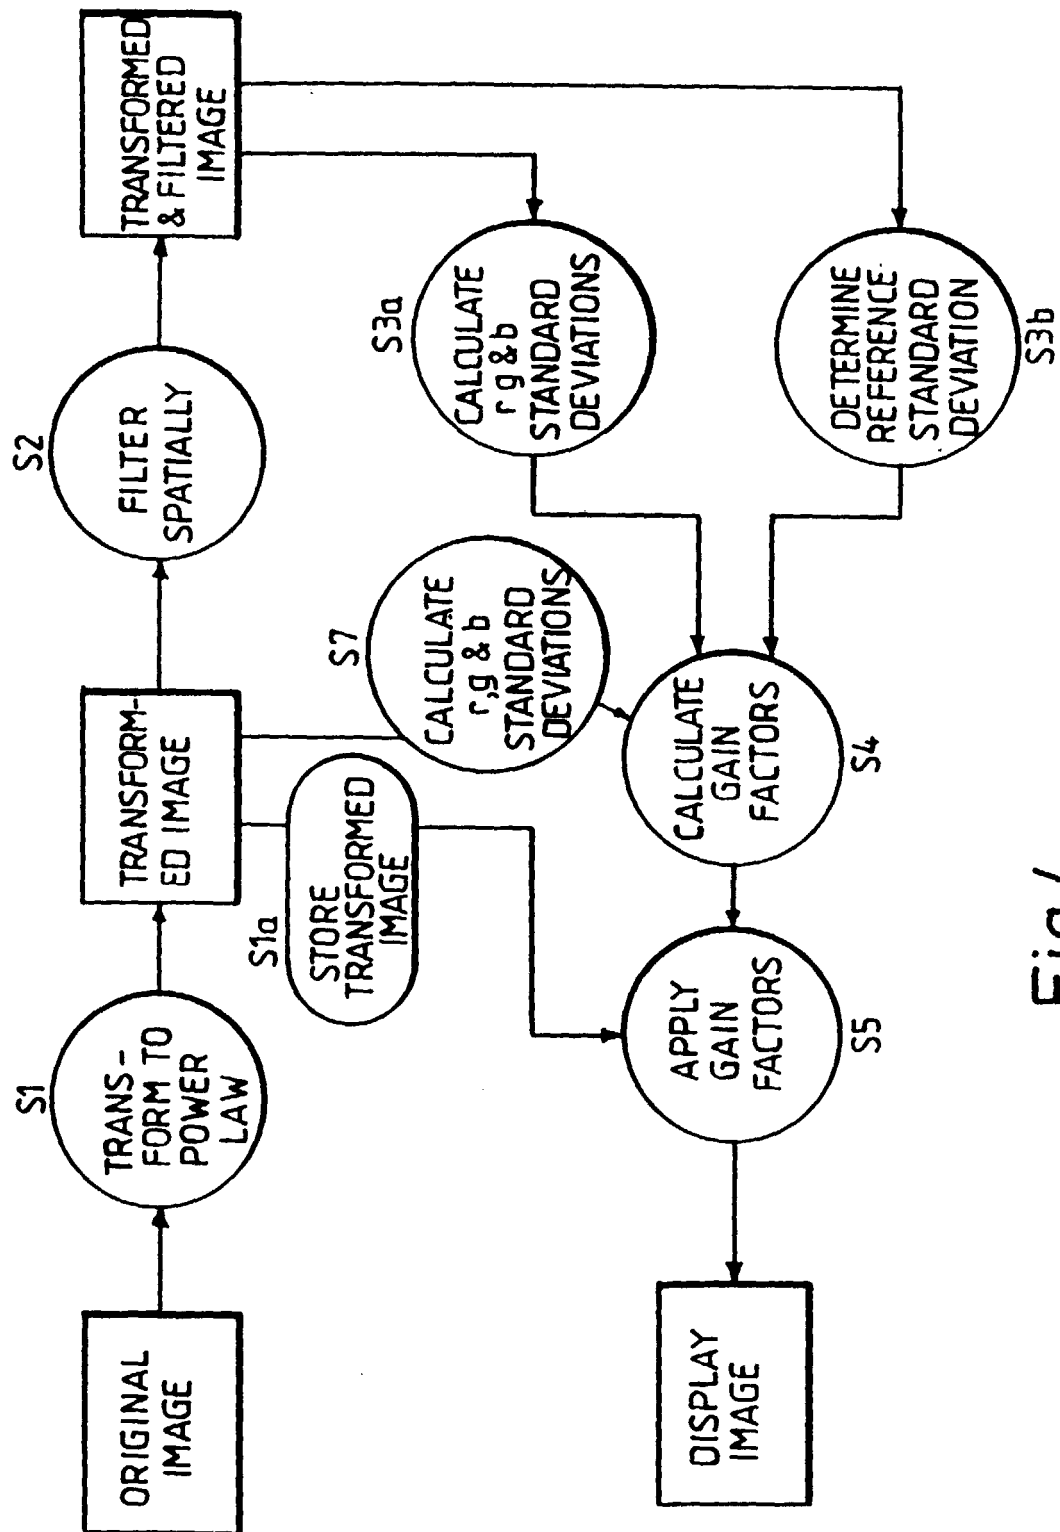 ORIGINAL
IMAGE
S1
TRANS-
FORM TO
POWER
LAW
TRANSFORM-
ED IMAGE
S2
FILTER
SPATIALLY
TRANSFORMED
& FILTERED
IMAGE
S1a
STORE
TRANSFORMED
IMAGE
S7
CALCULATE
r,g & b
STANDARD
DEVIATIONS
S3a
CALCULATE
r g & b
STANDARD
DEVIATIONS
DISPLAY
IMAGE
APPLY
GAIN
FACTORS
S5
CALCULATE
GAIN
FACTORS
S4
DETERMINE
REFERENCE
STANDARD
DEVIATION
S3b